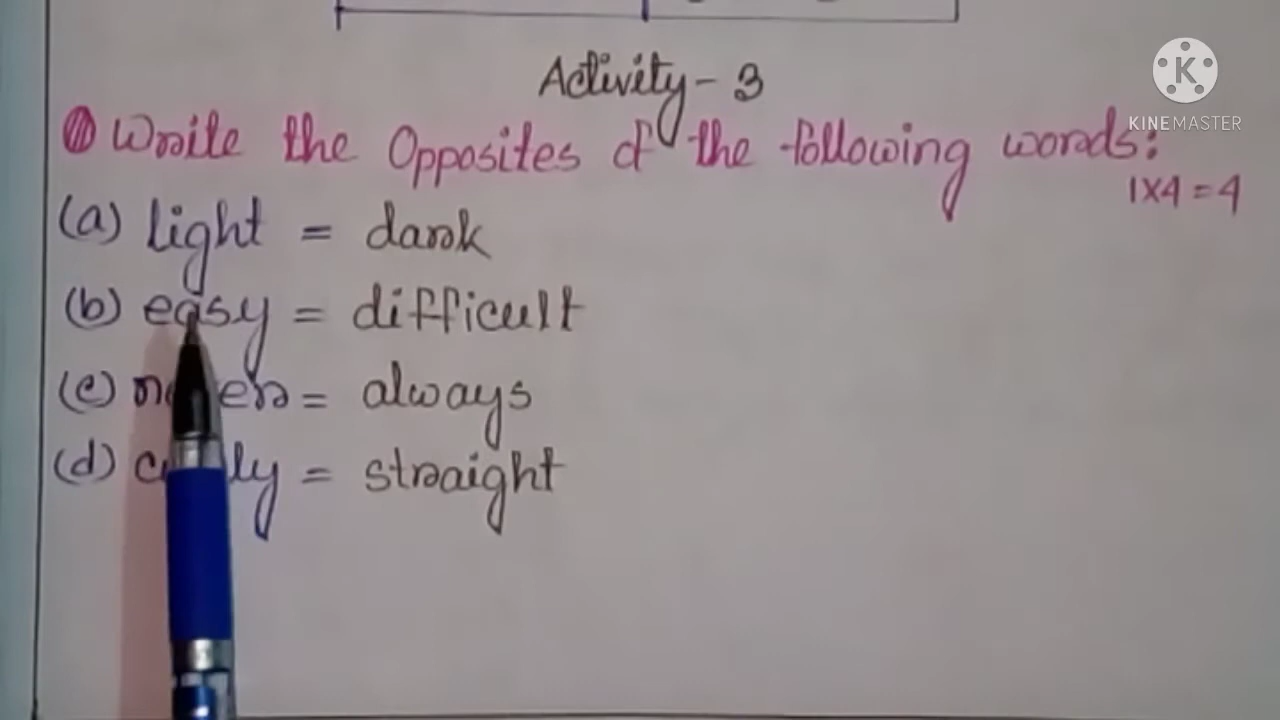 Activity - 3
Write the Opposites of the following words:
1x4 = 4
(a) light = dark
(b) easy = difficult
(c) = always
(d) = straight
KINEMASTER